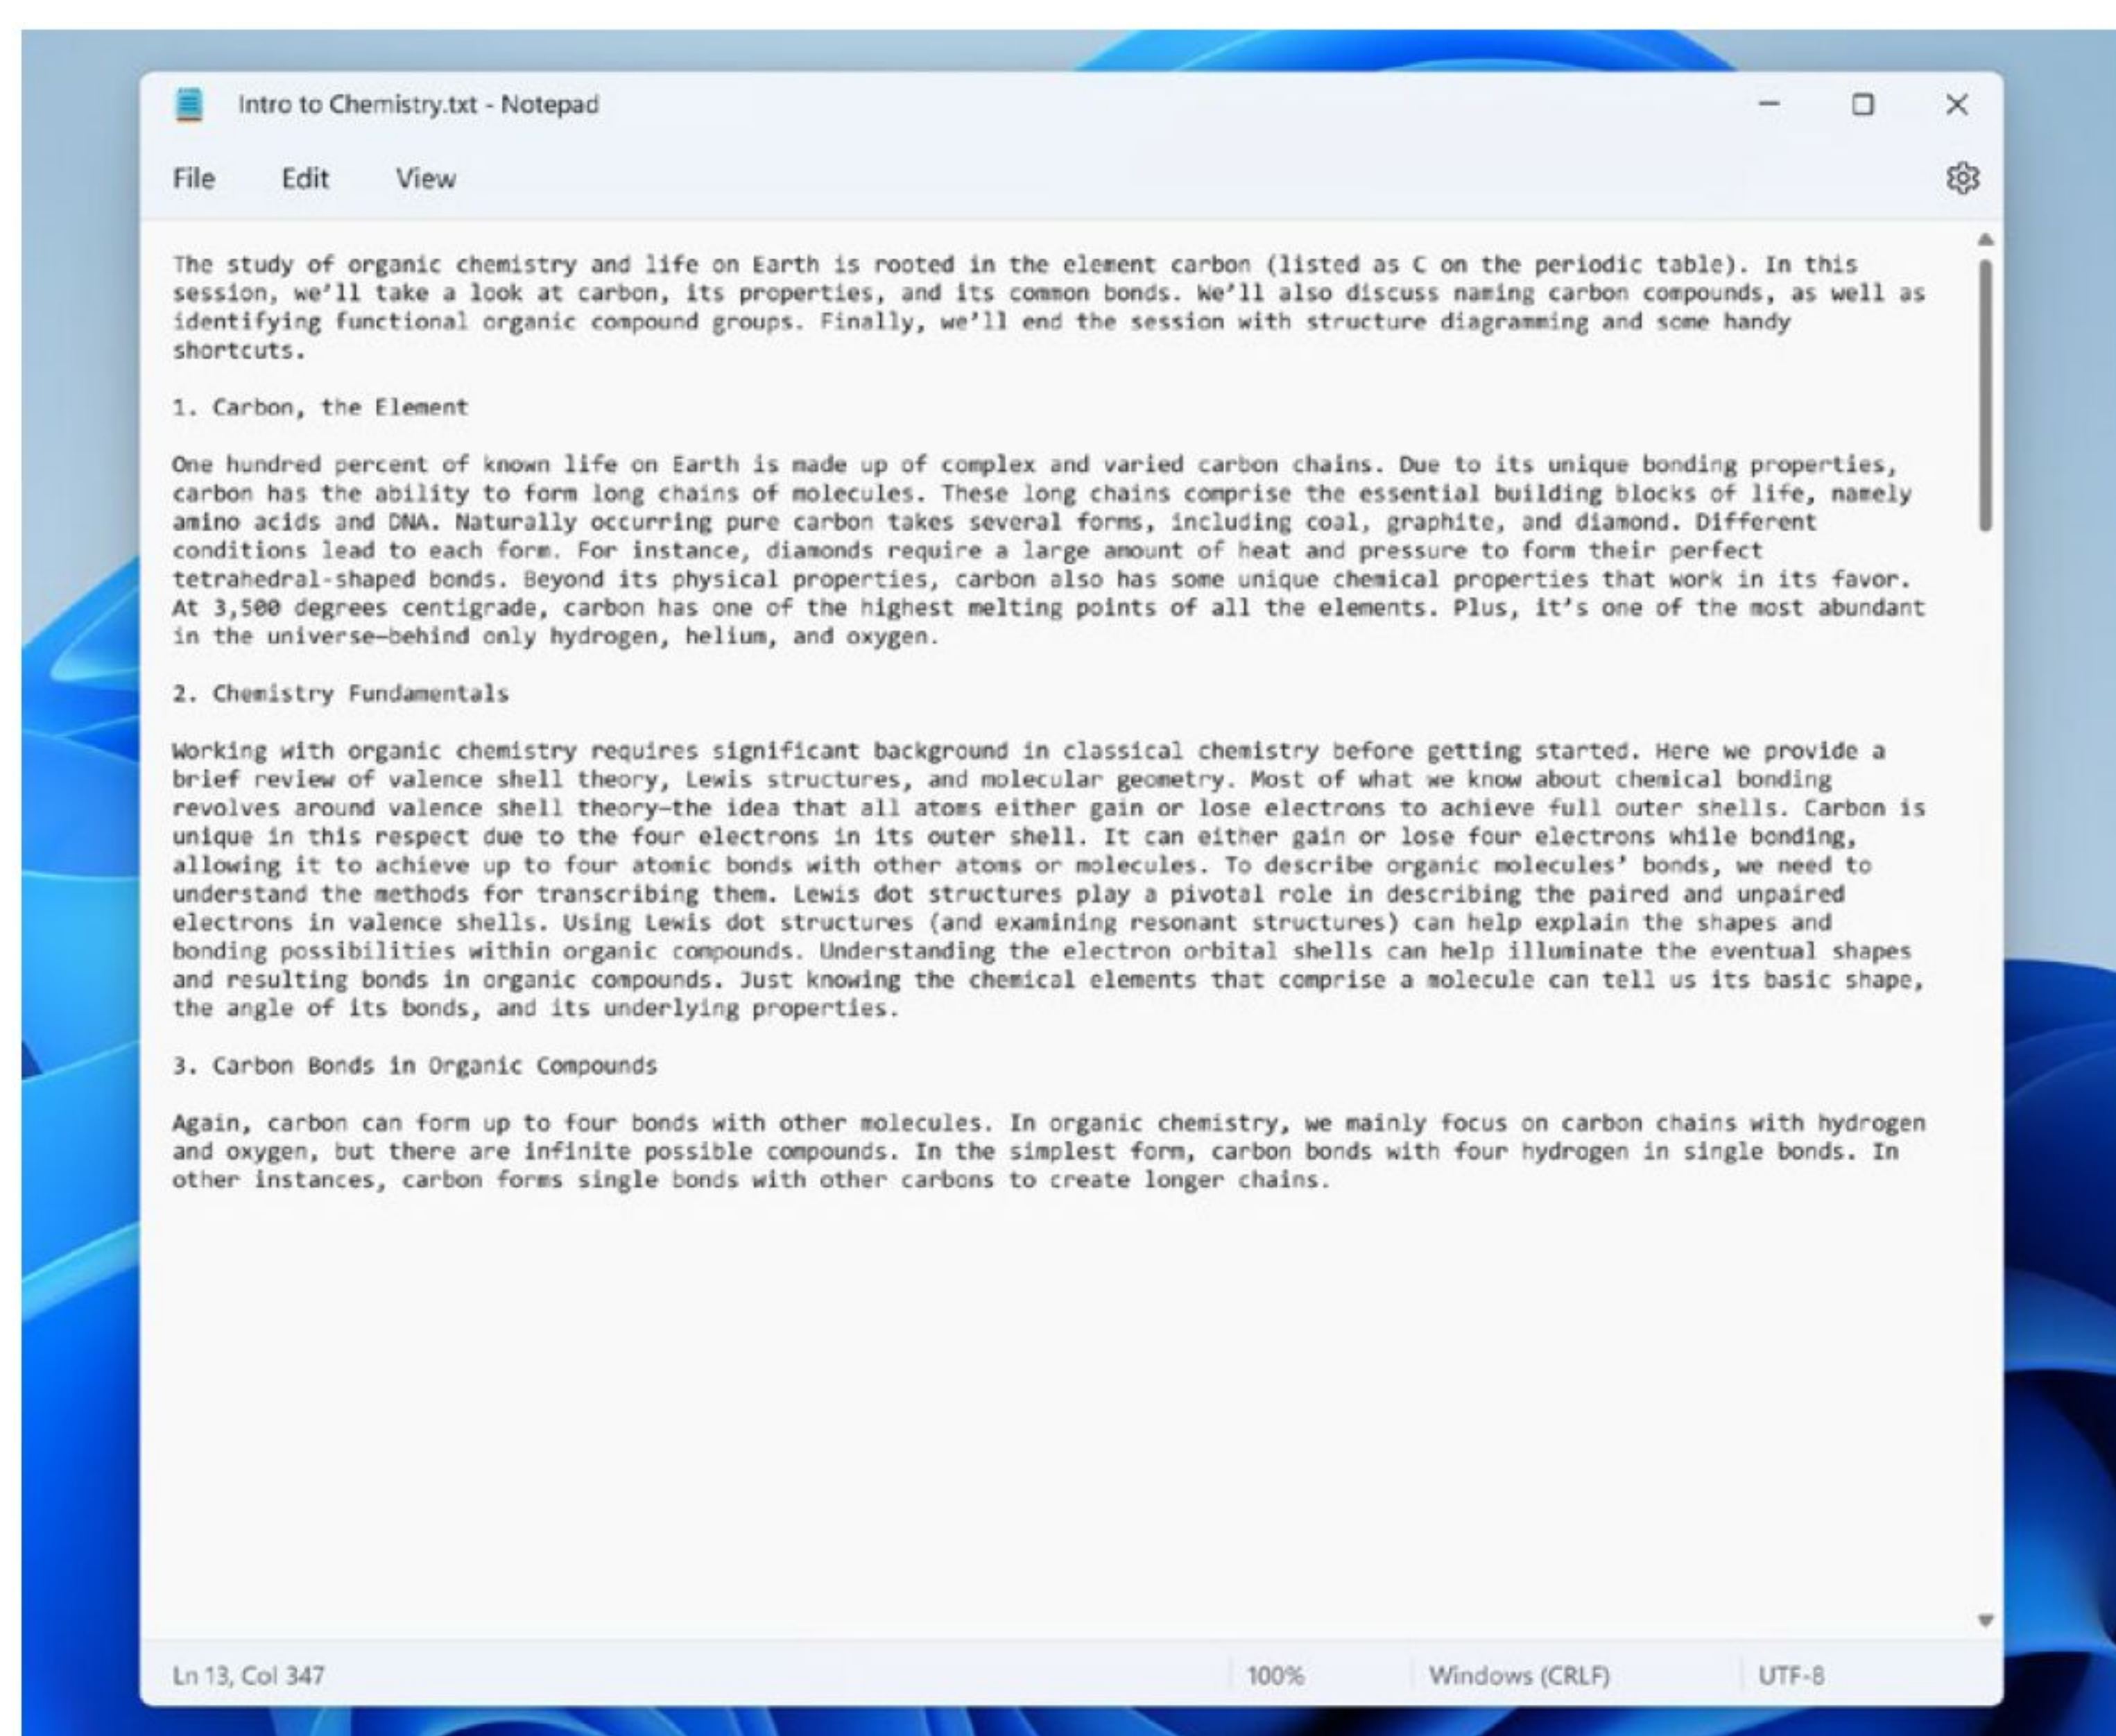 Intro to Chemistry.txt - Notepad
File Edit View
The study of organic chemistry and life on Earth is rooted in the element carbon (listed as C on the periodic table). In this
session, we’ll take a look at carbon, its properties, and its common bonds. We’ll also discuss naming carbon compounds, as well as
identifying functional organic compound groups. Finally, we’ll end the session with structure diagramming and some handy
shortcuts.
1. Carbon, the Element
One hundred percent of known life on Earth is made up of complex and varied carbon chains. Due to its unique bonding properties,
carbon has the ability to form long chains of molecules. These long chains comprise the essential building blocks of life, namely
amino acids and DNA. Naturally occurring pure carbon takes several forms, including coal, graphite, and diamond. Different
conditions lead to each form. For instance, diamonds require a large amount of heat and pressure to form their perfect
tetrahedral-shaped bonds. Beyond its physical properties, carbon also has some unique chemical properties that work in its favor.
At 3,500 degrees centigrade, carbon has one of the highest melting points of all the elements. Plus, it’s one of the most abundant
in the universe—behind only hydrogen, helium, and oxygen.
2. Chemistry Fundamentals
Working with organic chemistry requires significant background in classical chemistry before getting started. Here we provide a
brief review of valence shell theory, Lewis structures, and molecular geometry. Most of what we know about chemical bonding
revolves around valence shell theory—the idea that all atoms either gain or lose electrons to achieve full outer shells. Carbon is
unique in this respect due to the four electrons in its outer shell. It can either gain or lose four electrons while bonding,
allowing it to achieve up to four atomic bonds with other atoms or molecules. To describe organic molecules’ bonds, we need to
understand the methods for transcribing them. Lewis dot structures play a pivotal role in describing the paired and unpaired
electrons in valence shells. Using Lewis dot structures (and examining resonant structures) can help explain the shapes and
bonding possibilities within organic compounds. Understanding the electron orbital shells can help illuminate the eventual shapes
and resulting bonds in organic compounds. Just knowing the chemical elements that comprise a molecule can tell us its basic shape,
the angle of its bonds, and its underlying properties.
3. Carbon Bonds in Organic Compounds
Again, carbon can form up to four bonds with other molecules. In organic chemistry, we mainly focus on carbon chains with hydrogen
and oxygen, but there are infinite possible compounds. In the simplest form, carbon bonds with four hydrogen in single bonds. In
other instances, carbon forms single bonds with other carbons to create longer chains.
Ln 13, Col 347 100% Windows (CRLF) UTF-8